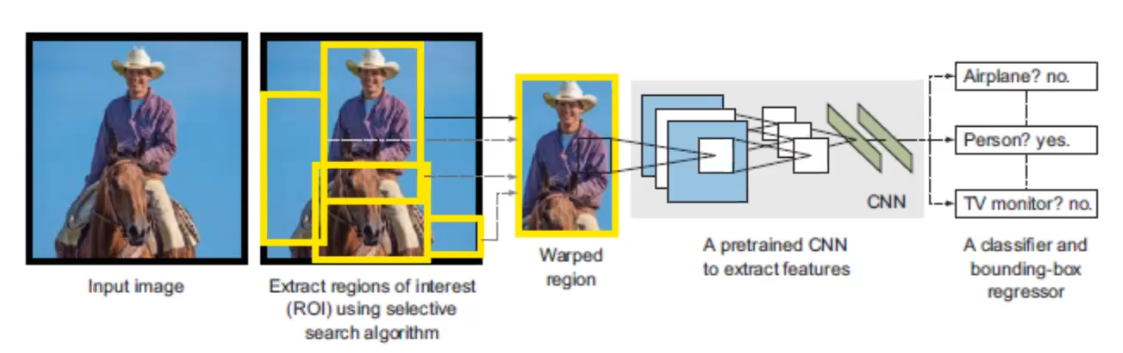 Input image
Extract regions of interest
(ROI) using selective
search algorithm
Warped
region
CNN
A pretrained CNN
to extract features
Airplane? no.
Person? yes.
TV monitor? no.
A classifier and
bounding-box
regressor